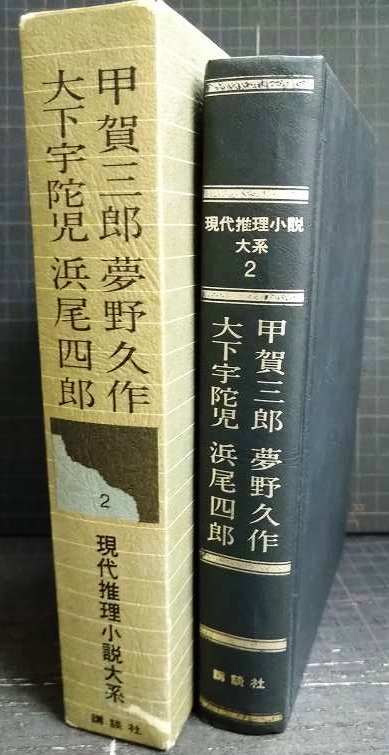 甲賀三郎 夢野久作
大下宇陀児 浜尾四郎
2
現代推理小説大系
講談社
現代推理小説
大系
2
甲賀三郎 夢野久作
大下宇陀児 浜尾四郎
講談社